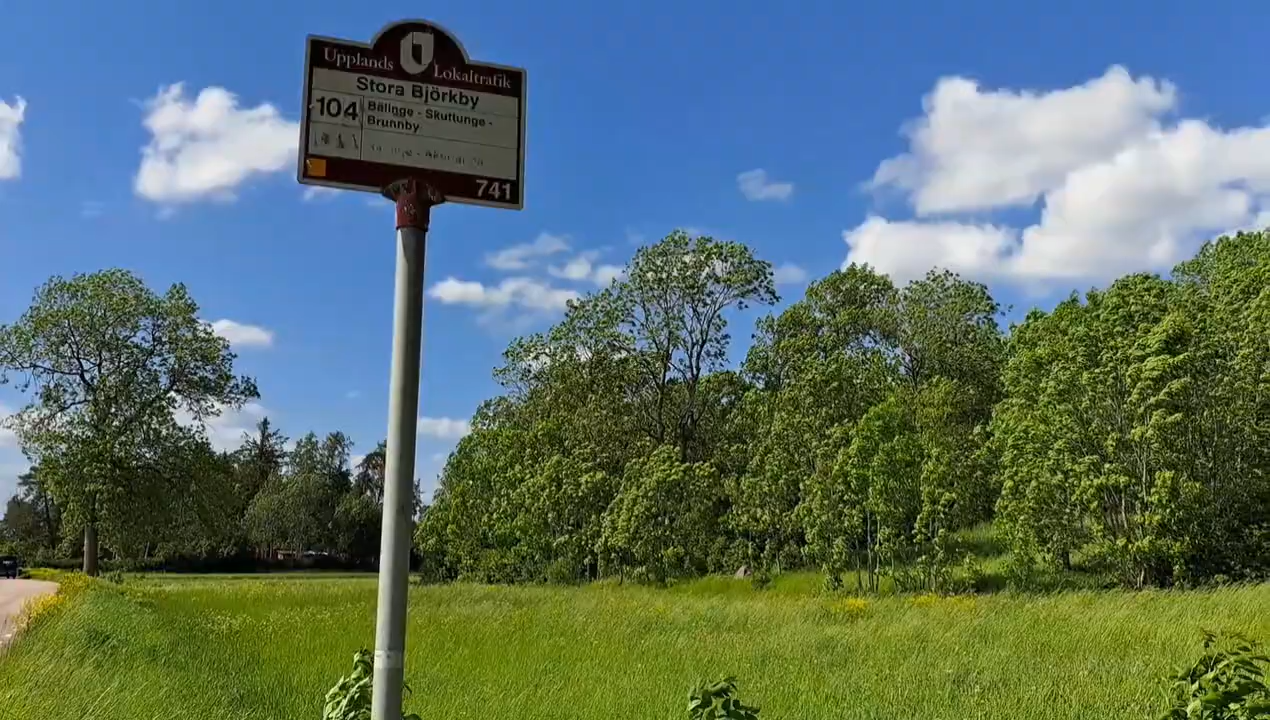 Upplands Lokaltrafik
Stora Björkby
104
Bälinge - Skuttunge -
Brunnby
741